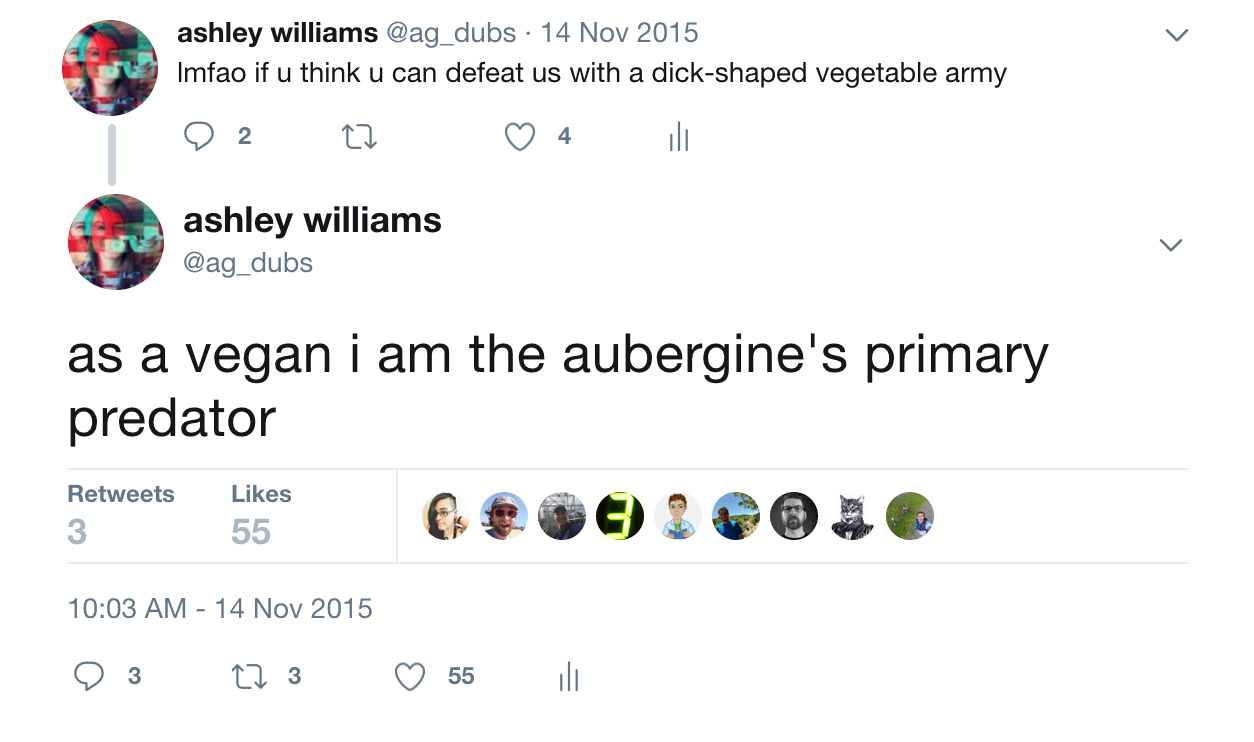 ashley williams @ag_dubs · 14 Nov 2015
lmfao if u think u can defeat us with a dick-shaped vegetable army
2 4
ashley williams
@ag_dubs
as a vegan i am the aubergine's primary
predator
Retweets Likes
3 55
3
10:03 AM - 14 Nov 2015
3 3 55